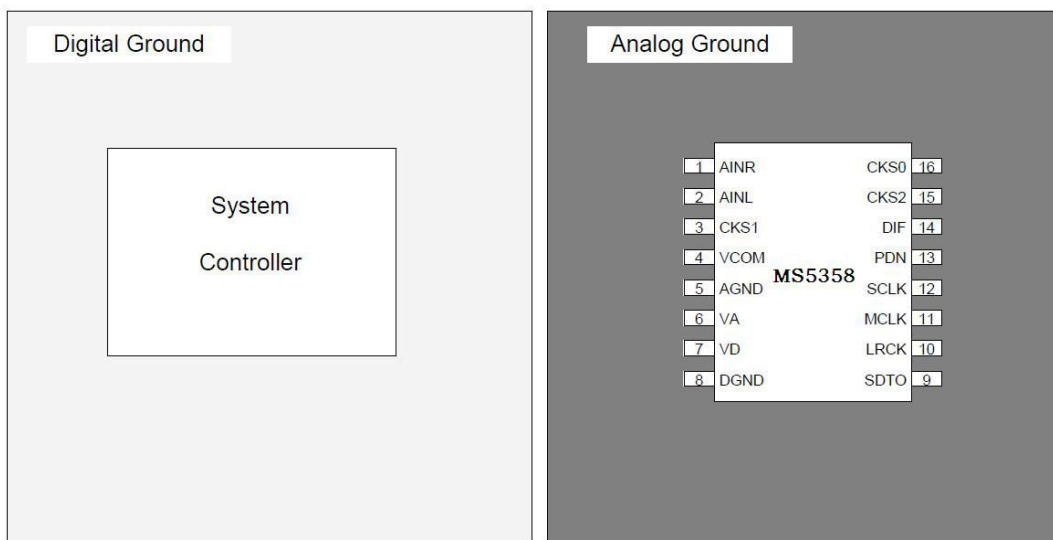 Digital Ground
Analog Ground
System
Controller
1 AINR CKS0 16
2 AINL CKS2 15
3 CKS1 DIF 14
4 VCOM PDN 13
MS5358
5 AGND SCLK 12
6 VA MCLK 11
7 VD LRCK 10
8 DGND SDTO 9